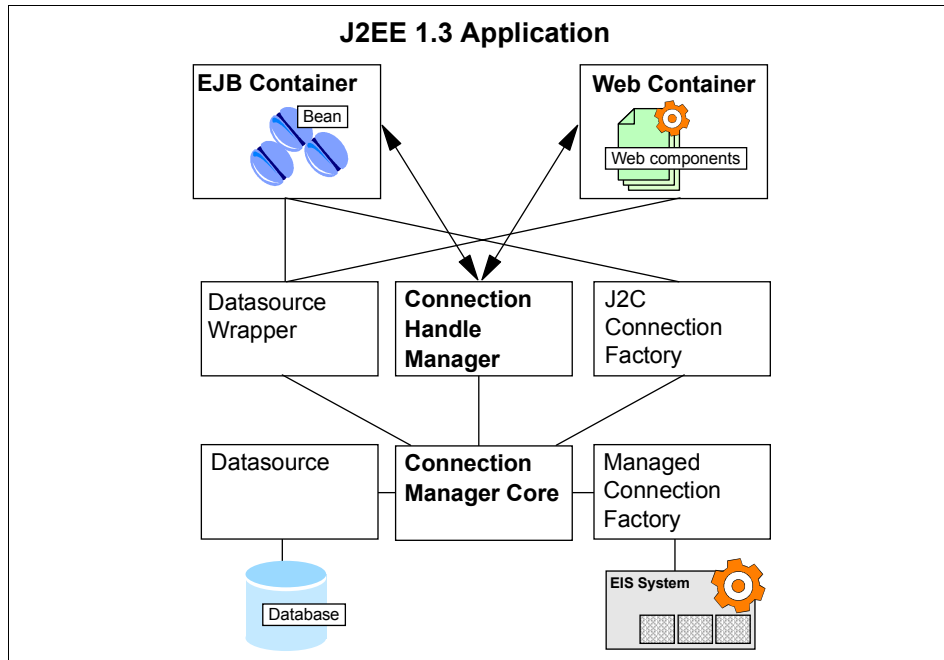 J2EE 1.3 Application
EJB Container
Bean
Web Container
Web components
Datasource
Wrapper
Connection
Handle
Manager
J2C
Connection
Factory
Datasource
Connection
Manager Core
Managed
Connection
Factory
Database
EIS System